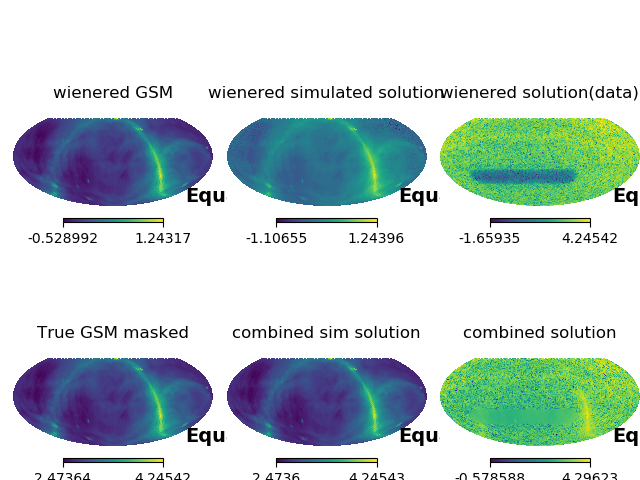 wienered GSM wienered simulated solution wienered solution(data)
Equ Equ Eq
-0.528992 1.24317 -1.10655 1.24396 -1.65935 4.24542
True GSM masked combined sim solution combined solution
Equ Equ Eq
2.47364 4.24542 2.4736 4.24543 -0.578588 4.29623